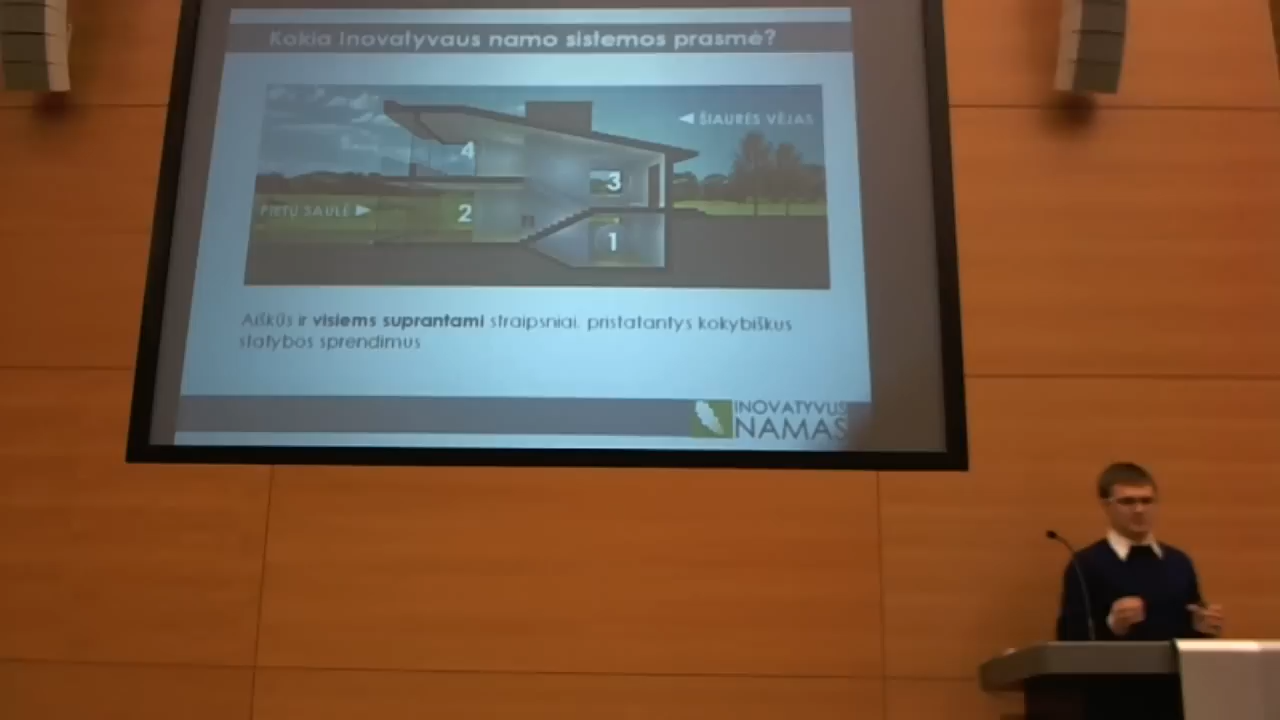 Kokia Inovatyvaus namo sistemos prasmė?
◄ ŠIAURĖS VĖJAS
4
3
PIETŲ SAULĖ ►
2
1
Aiškūs ir visiems suprantami straipsniai, pristatantys kokybiškus
statybos sprendimus
INOVATYVUS
NAMAS